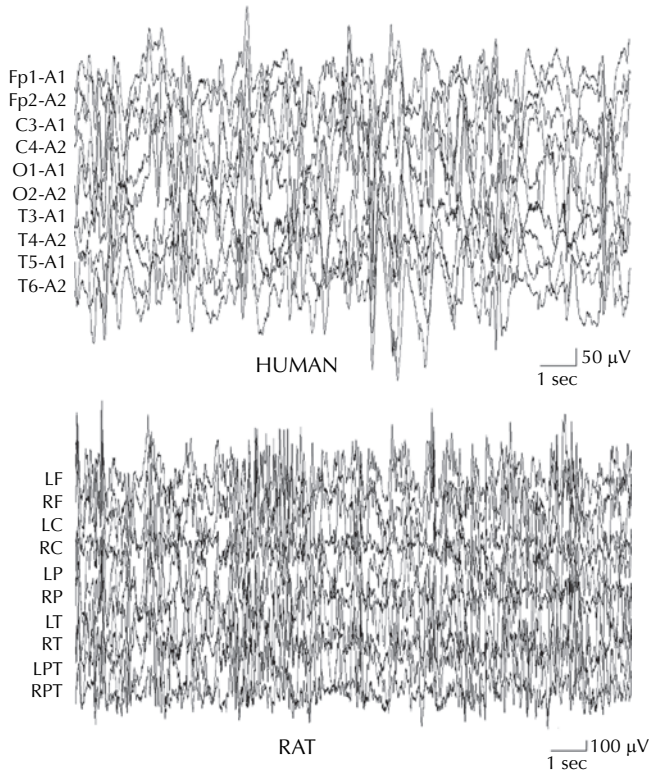 Fp1-A1
Fp2-A2
C3-A1
C4-A2
O1-A1
O2-A2
T3-A1
T4-A2
T5-A1
T6-A2
HUMAN
50 μV
1 sec
LF
RF
LC
RC
LP
RP
LT
RT
LPT
RPT
RAT
100 μV
1 sec